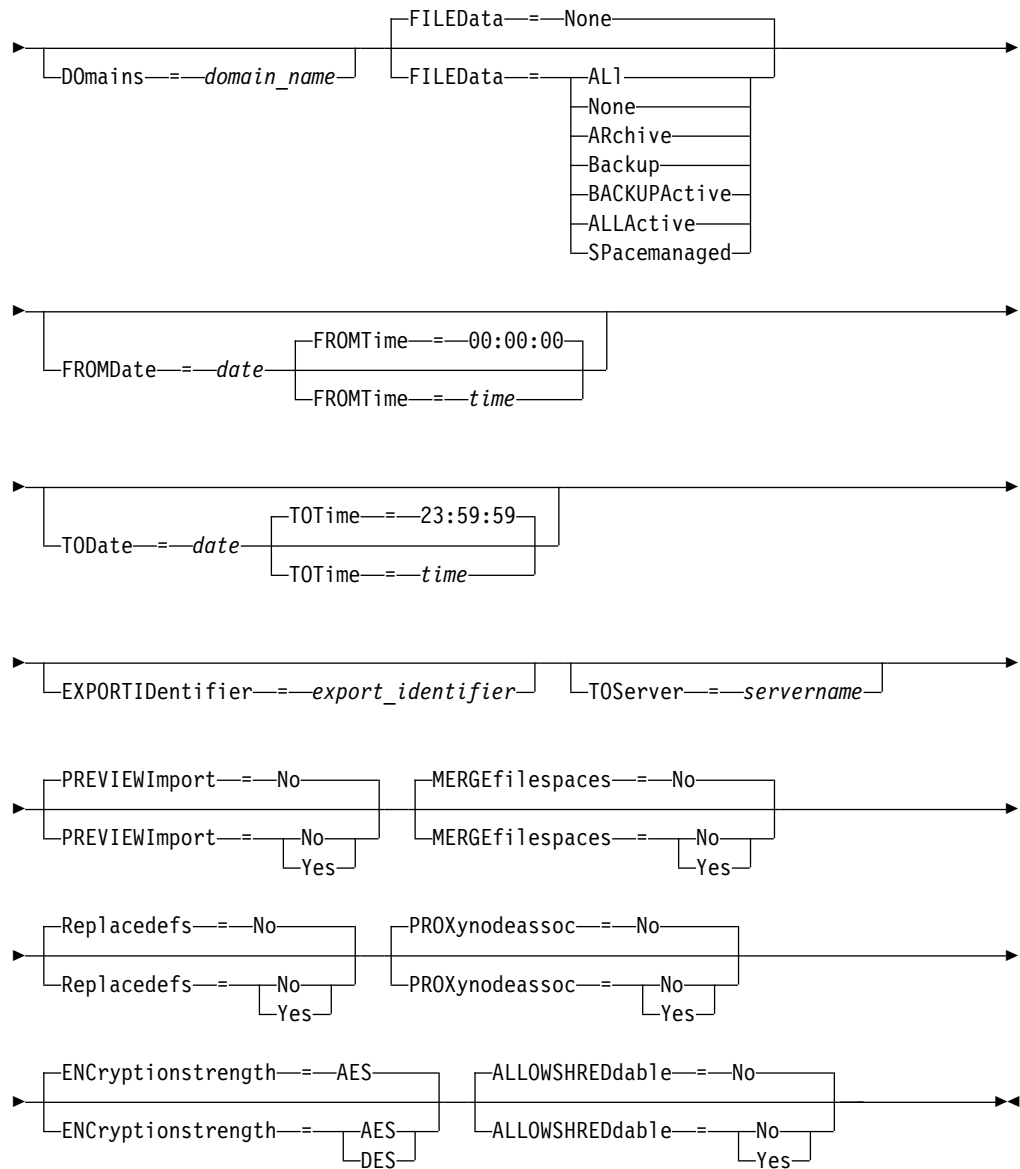 FILEData = None
DOmains = domain_name FILEData = ALl
None
ARchive
Backup
BACKUPActive
ALLActive
SPacemanaged
FROMTime = 00:00:00
FROMDate = date
FROMTime = time
TOTime = 23:59:59
TODate = date
TOTime = time
EXPORTIDentifier = export_identifier TOServer = servername
PREVIEWImport = No MERGEfilespaces = No
PREVIEWImport = No MERGEfilespaces = No
Yes Yes
Replacedefs = No PROXynodeassoc = No
Replacedefs = No PROXynodeassoc = No
Yes Yes
ENCryptionstrength = AES ALLOWSHREDdable = No
ENCryptionstrength = AES ALLOWSHREDdable = No
DES Yes